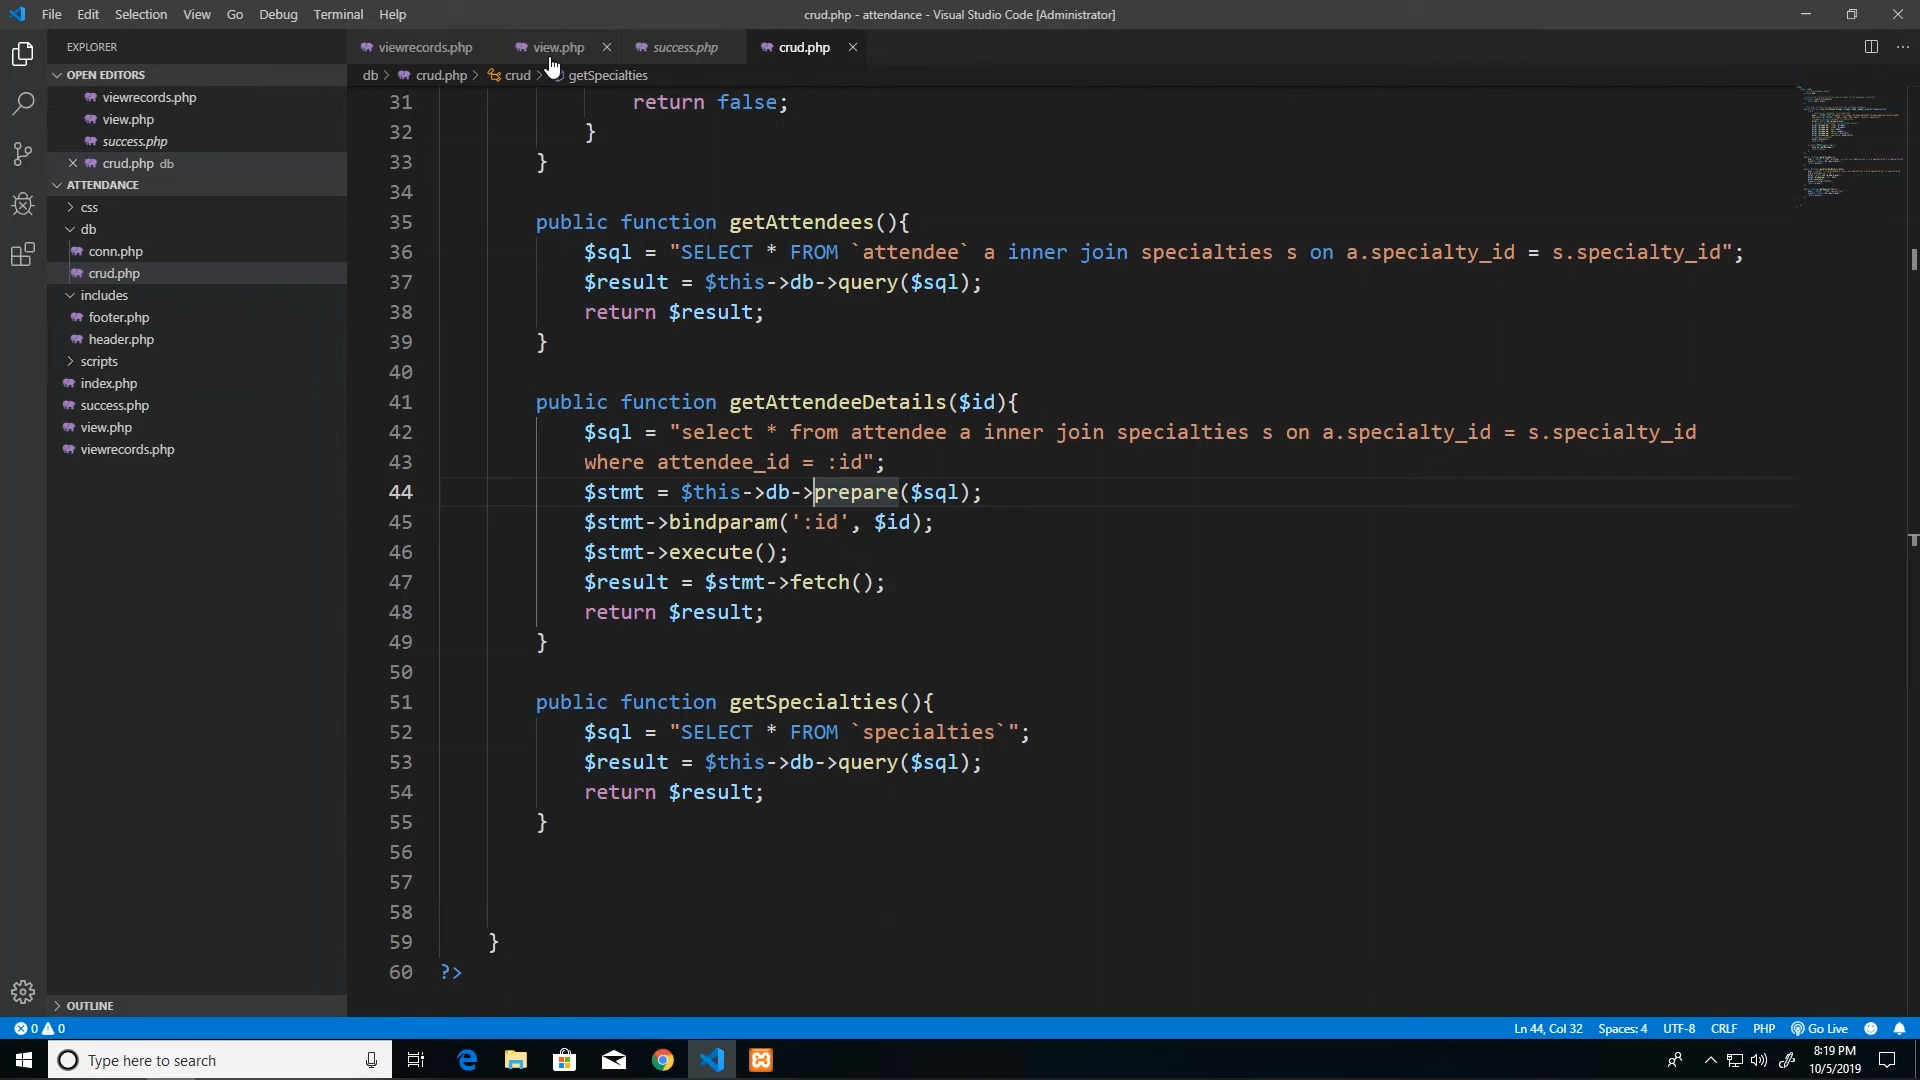 File Edit Selection View Go Debug Terminal Help
crud.php - attendance - Visual Studio Code [Administrator]
EXPLORER
OPEN EDITORS
viewrecords.php
view.php
success.php
crud.php db
ATTENDANCE
css
db
conn.php
crud.php
includes
footer.php
header.php
scripts
index.php
success.php
view.php
viewrecords.php
OUTLINE
viewrecords.php view.php success.php crud.php
db > crud.php > crud > getSpecialties
31 return false;
32 }
33 }
34
35 public function getAttendees(){
36 $sql = "SELECT * FROM `attendee` a inner join specialties s on a.specialty_id = s.specialty_id";
37 $result = $this->db->query($sql);
38 return $result;
39 }
40
41 public function getAttendeeDetails($id){
42 $sql = "select * from attendee a inner join specialties s on a.specialty_id = s.specialty_id
43 where attendee_id = :id";
44 $stmt = $this->db->prepare($sql);
45 $stmt->bindparam(':id', $id);
46 $stmt->execute();
47 $result = $stmt->fetch();
48 return $result;
49 }
50
51 public function getSpecialties(){
52 $sql = "SELECT * FROM `specialties`";
53 $result = $this->db->query($sql);
54 return $result;
55 }
56
57
58
59 }
60 ?>
0 0
Ln 44, Col 32 Spaces: 4 UTF-8 CRLF PHP Go Live
Type here to search
8:19 PM
10/5/2019